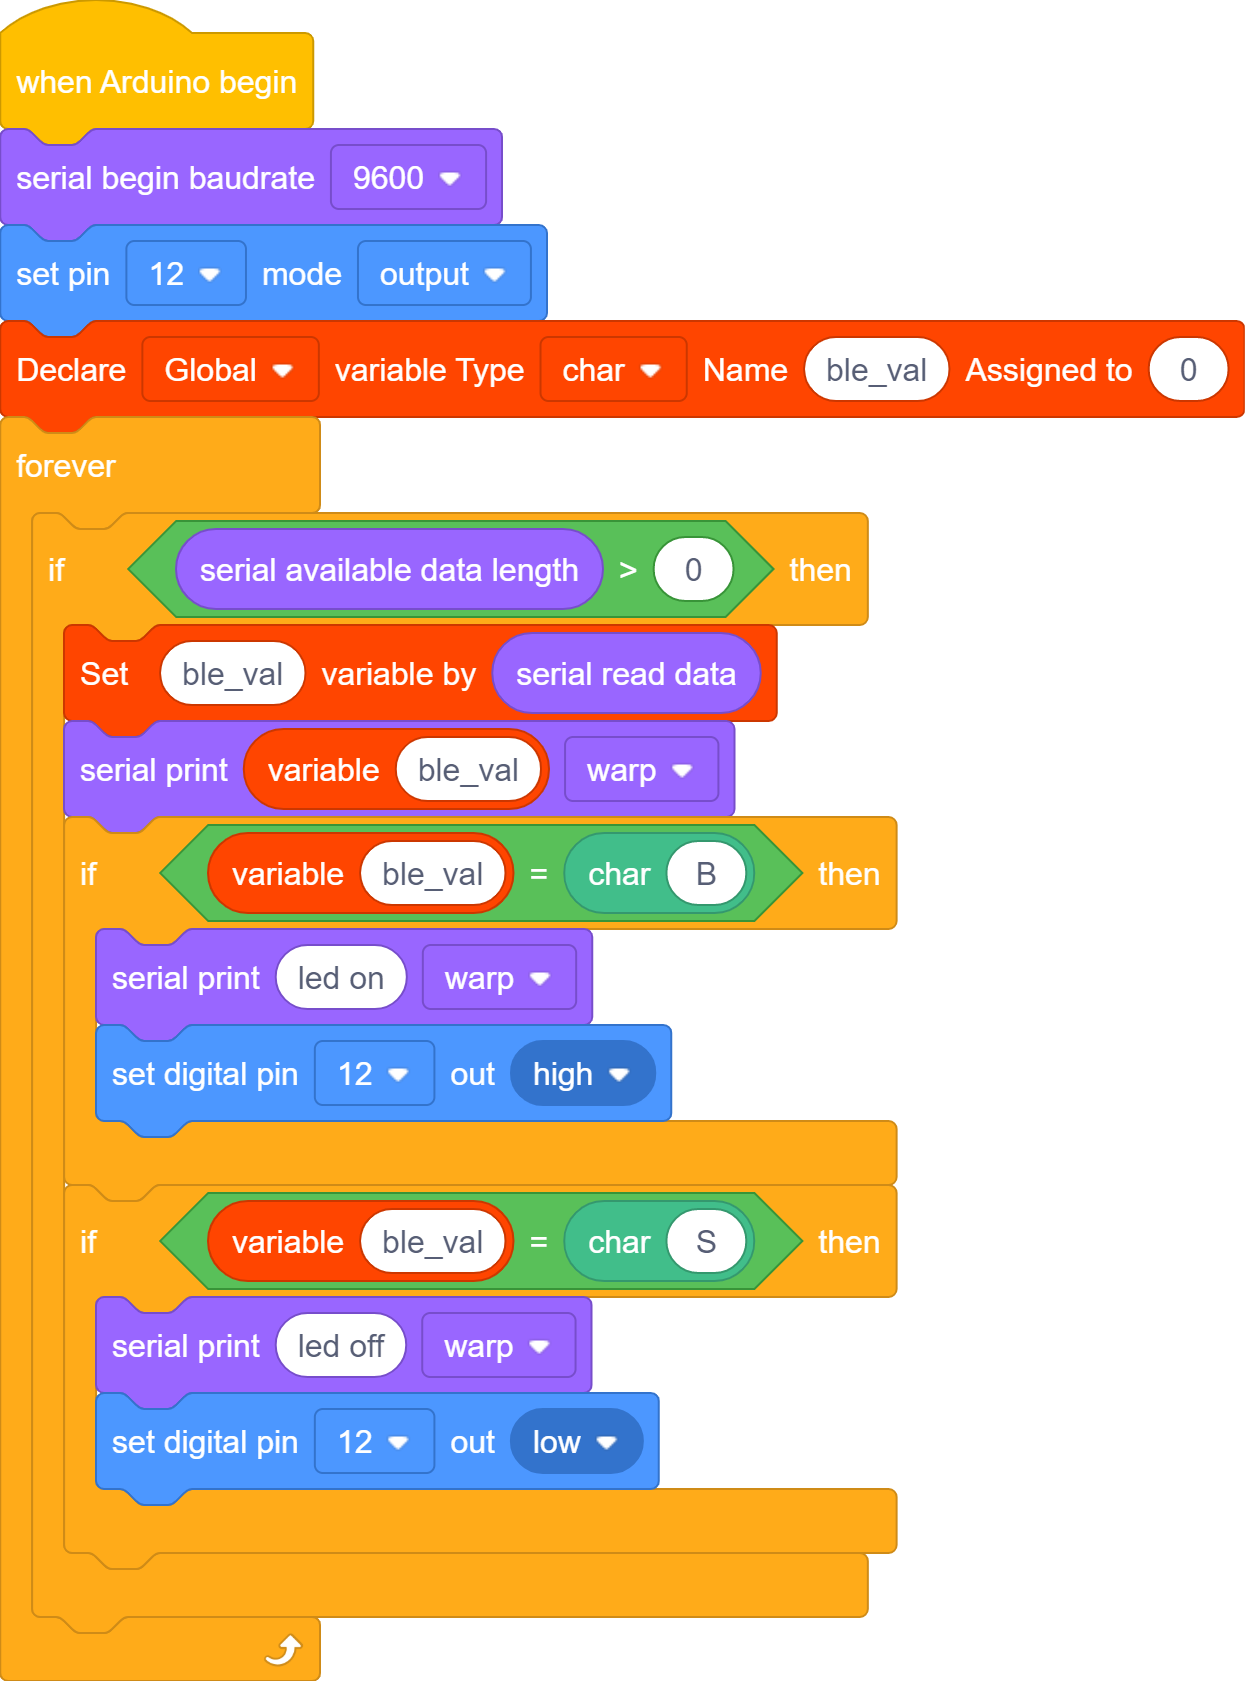 when Arduino begin
serial begin baudrate 9600
set pin 12 mode output
Declare Global variable Type char Name ble_val Assigned to 0
forever
if serial available data length > 0 then
Set ble_val variable by serial read data
serial print variable ble_val warp
if variable ble_val = char B then
serial print led on warp
set digital pin 12 out high
if variable ble_val = char S then
serial print led off warp
set digital pin 12 out low